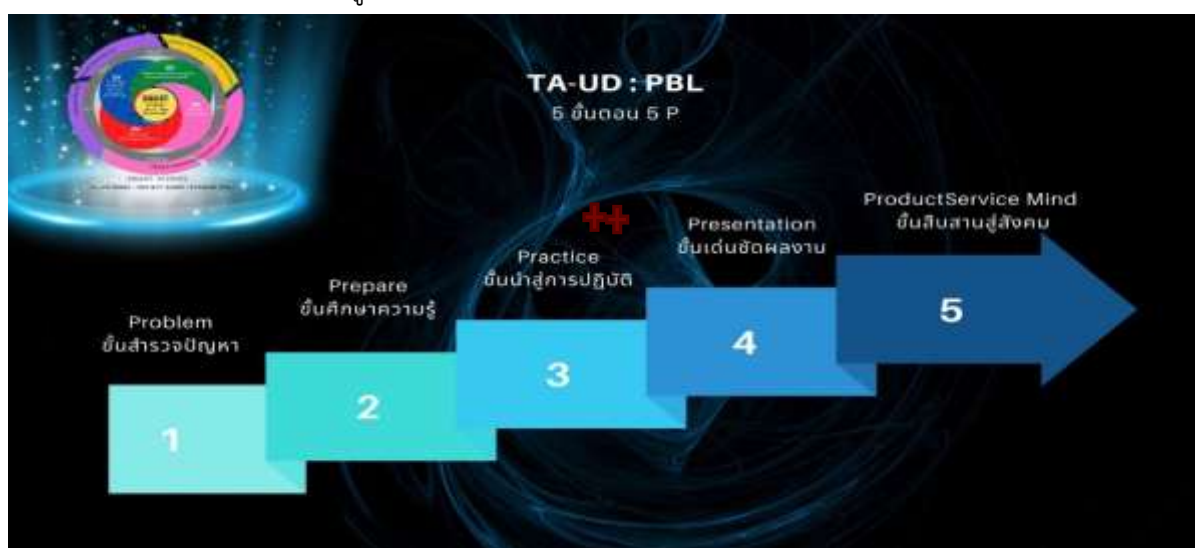 TA-UD : PBL
5 ขั้นตอน 5 P
ProductService Mind
ขั้นสืบสานสู่สังคม
Presentation
ขั้นเด่นชัดผลงาน
Practice
ขั้นนำสู่การปฏิบัติ
Prepare
ขั้นศึกษาความรู้
Problem
ขั้นสำรวจปัญหา
1
2
3
4
5